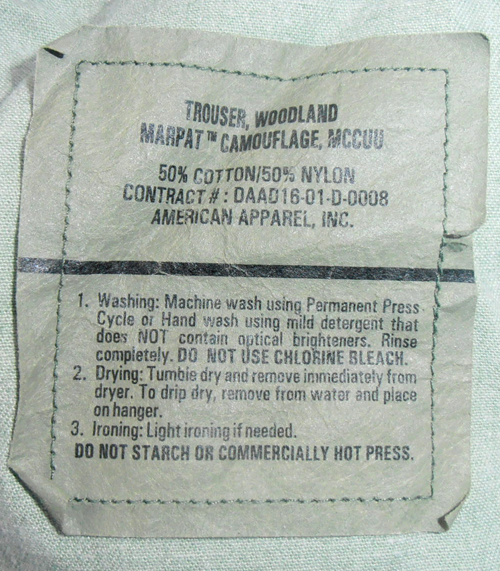 TROUSER, WOODLAND
MARPAT™ CAMOUFLAGE, MCCUU
50% COTTON/50% NYLON
CONTRACT #: DAAD16-01-D-0008
AMERICAN APPAREL, INC.
1. Washing: Machine wash using Permanent Press
Cycle or Hand wash using mild detergent that
does NOT contain optical brighteners. Rinse
completely. DO NOT USE CHLORINE BLEACH.
2. Drying: Tumble dry and remove immediately from
dryer. To drip dry, remove from water and place
on hanger.
3. Ironing: Light ironing if needed.
DO NOT STARCH OR COMMERCIALLY HOT PRESS.